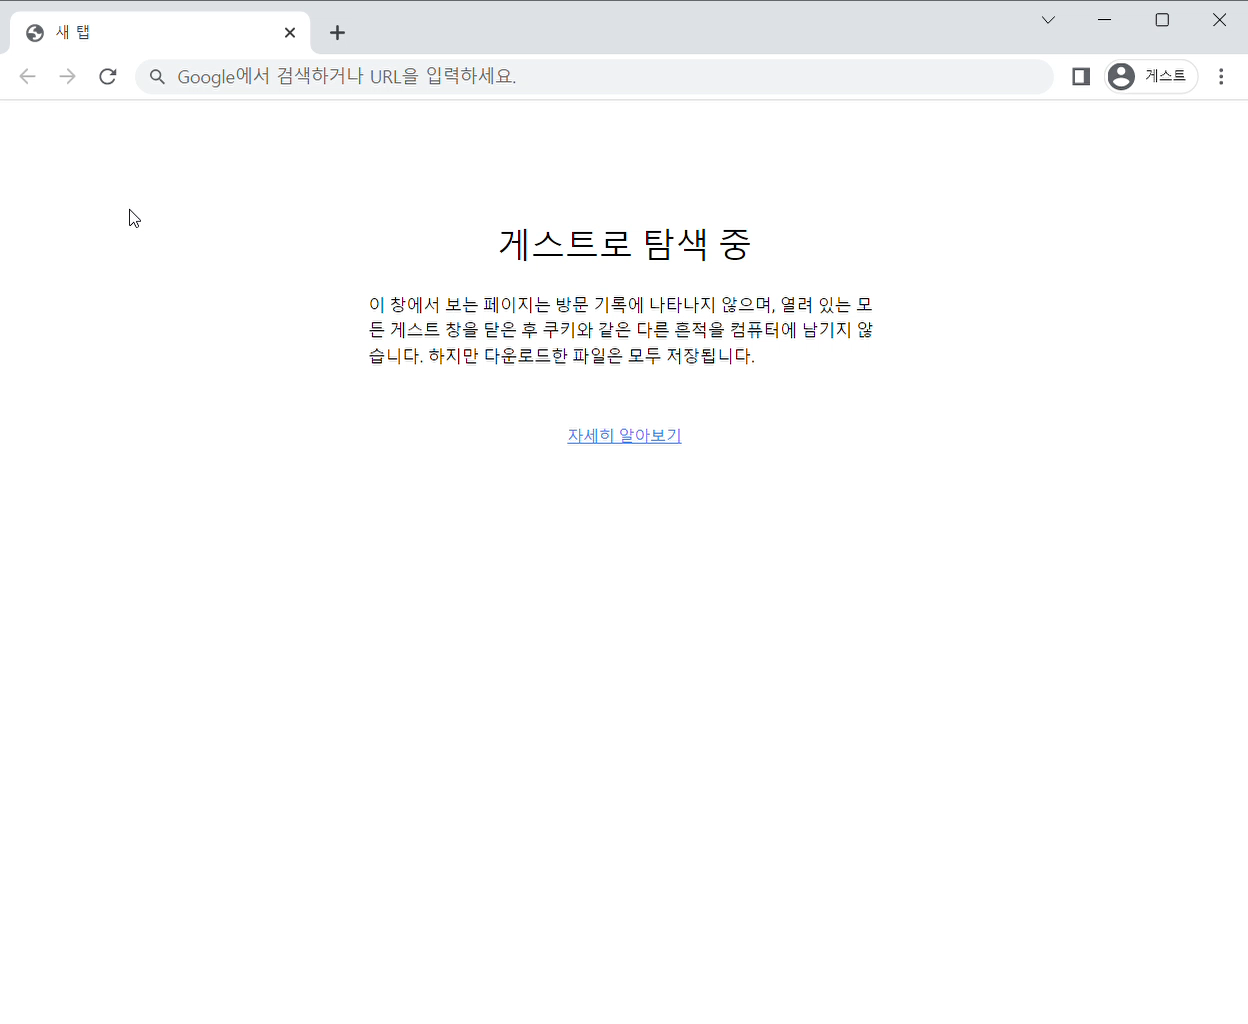 새 탭
Google에서 검색하거나 URL을 입력하세요.
게스트
게스트로 탐색 중
이 창에서 보는 페이지는 방문 기록에 나타나지 않으며, 열려 있는 모
든 게스트 창을 닫은 후 쿠키와 같은 다른 흔적을 컴퓨터에 남기지 않
습니다. 하지만 다운로드한 파일은 모두 저장됩니다.
자세히 알아보기